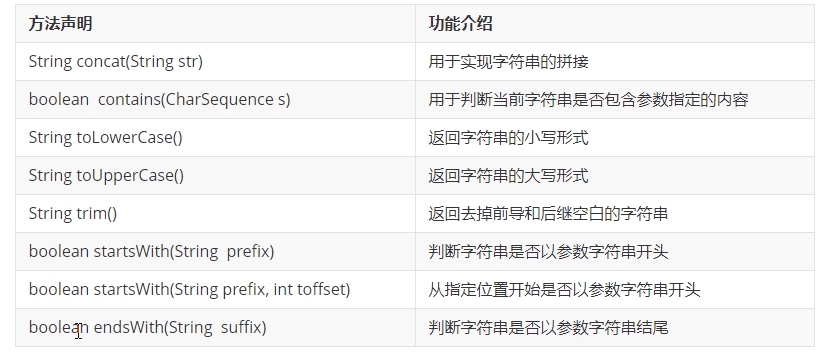 方法声明 功能介绍
String concat(String str) 用于实现字符串的拼接
boolean  contains(CharSequence s) 用于判断当前字符串是否包含参数指定的内容
String toLowerCase() 返回字符串的小写形式
String toUpperCase() 返回字符串的大写形式
String trim() 返回去掉前导和后继空白的字符串
boolean startsWith(String  prefix) 判断字符串是否以参数字符串开头
boolean startsWith(String prefix, int toffset) 从指定位置开始是否以参数字符串开头
boolean endsWith(String  suffix) 判断字符串是否以参数字符串结尾